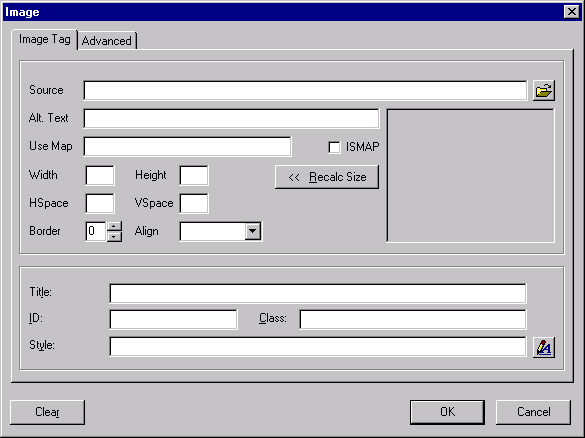 Image
Image Tag Advanced
Source
Alt. Text
Use Map ISMAP
Width Height << Recalc Size
HSpace VSpace
Border 0 Align
Title:
ID: Class:
Style:
Clear OK Cancel